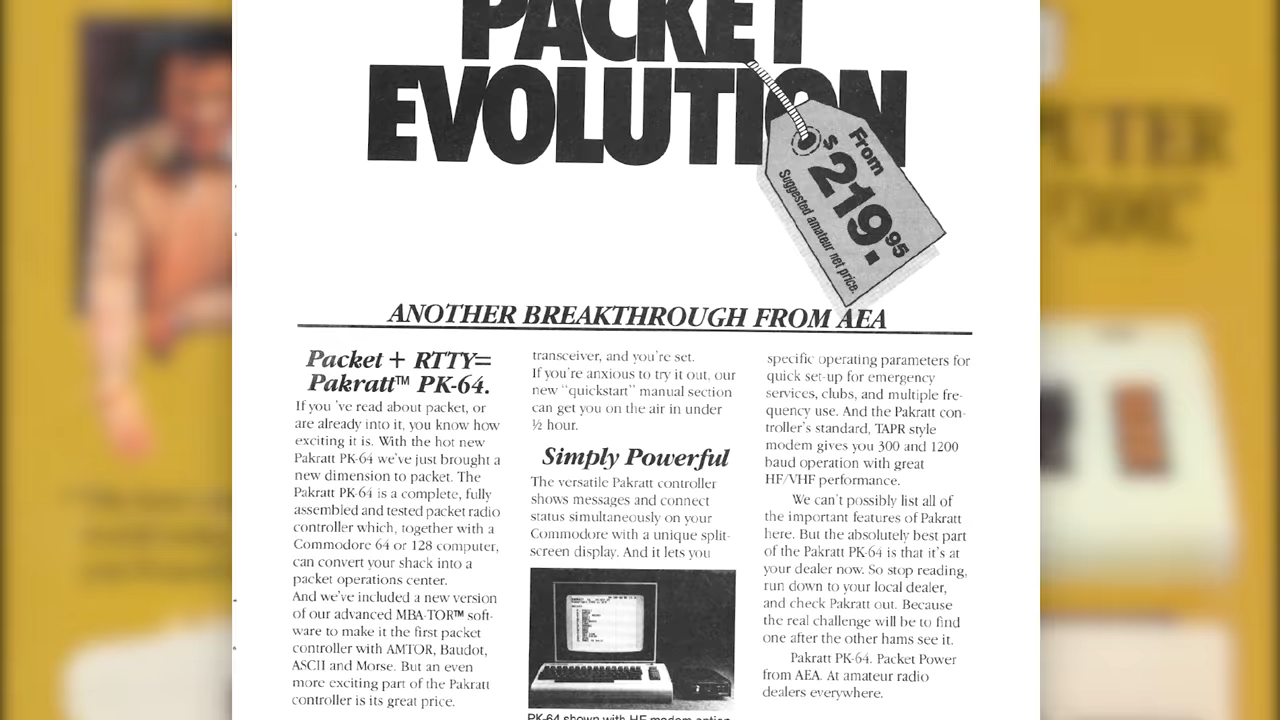 PACKET
EVOLUTION
From
$219.95
Suggested amateur net price.
ANOTHER BREAKTHROUGH FROM AEA
Packet + RTTY=
Pakratt™ PK-64.
If you 've read about packet, or
are already into it, you know how
exciting it is. With the hot new
Pakratt PK-64 we've just brought a
new dimension to packet. The
Pakratt PK-64 is a complete, fully
assembled and tested packet radio
controller which, together with a
Commodore 64 or 128 computer,
can convert your shack into a
packet operations center.
And we've included a new version
of our advanced MBA-TOR™ soft-
ware to make it the first packet
controller with AMTOR, Baudot,
ASCII and Morse. But an even
more exciting part of the Pakratt
controller is its great price.
transceiver, and you're set.
If you're anxious to try it out, our
new “quickstart” manual section
can get you on the air in under
½ hour.
Simply Powerful
The versatile Pakratt controller
shows messages and connect
status simultaneously on your
Commodore with a unique split-
screen display. And it lets you
PK-64 shown with HF modem option
specific operating parameters for
quick set-up for emergency
services, clubs, and multiple fre-
quency use. And the Pakratt con-
troller's standard, TAPR style
modem gives you 300 and 1200
baud operation with great
HF/VHF performance.
We can't possibly list all of
the important features of Pakratt
here. But the absolutely best part
of the Pakratt PK-64 is that it's at
your dealer now. So stop reading,
run down to your local dealer,
and check Pakratt out. Because
the real challenge will be to find
one after the other hams see it.
Pakratt PK-64. Packet Power
from AEA. At amateur radio
dealers everywhere.